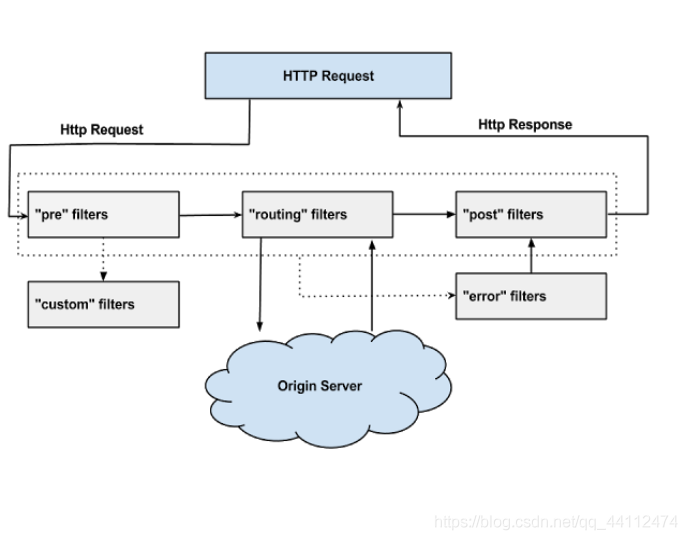 HTTP Request
Http Request
Http Response
"pre" filters
"routing" filters
"post" filters
"custom" filters
"error" filters
Origin Server
https://blog.csdn.net/qq_44112474